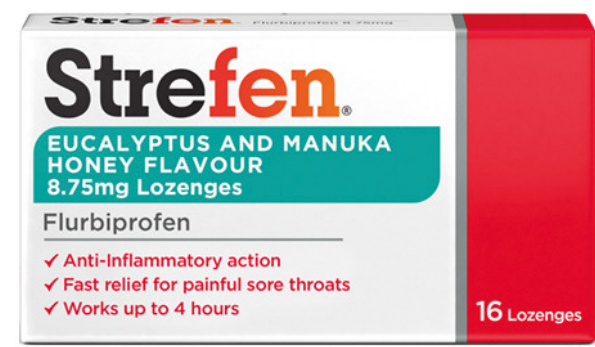 Strefen. Flurbiprofen 8.75mg
Strefen®
EUCALYPTUS AND MANUKA
HONEY FLAVOUR
8.75mg Lozenges
Flurbiprofen
✓ Anti-Inflammatory action
✓ Fast relief for painful sore throats
✓ Works up to 4 hours
16 Lozenges